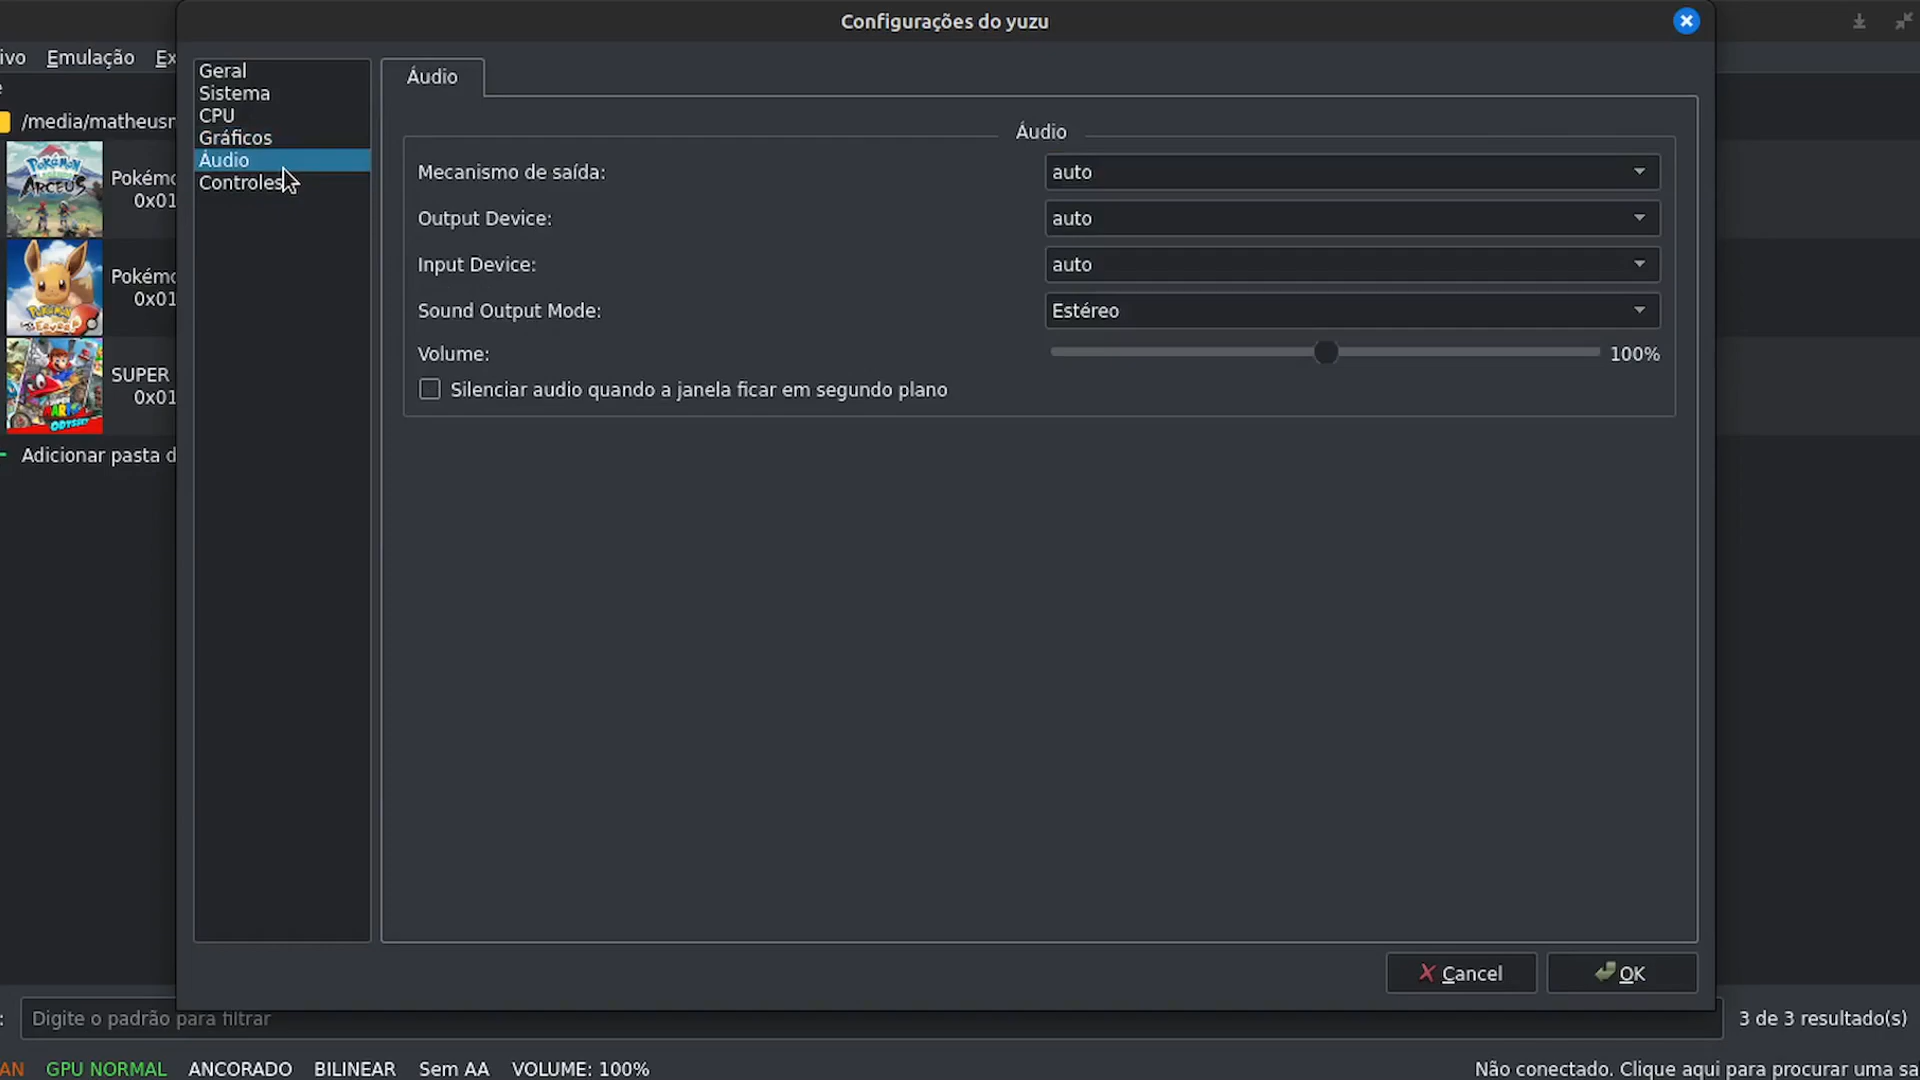 Configurações do yuzu
ivo Emulação Ex
/media/matheusr
Pokémon
ARCEUS
Pokémo
0x01
Pokémo
0x01
SUPER
0x01
ODYSSEY
Adicionar pasta d
Geral
Sistema
CPU
Gráficos
Áudio
Controles
Áudio
Áudio
Mecanismo de saída: auto
Output Device: auto
Input Device: auto
Sound Output Mode: Estéreo
Volume: 100%
Silenciar audio quando a janela ficar em segundo plano
Cancel OK
: Digite o padrão para filtrar 3 de 3 resultado(s)
AN GPU NORMAL ANCORADO BILINEAR Sem AA VOLUME: 100% Não conectado. Clique aqui para procurar uma sa